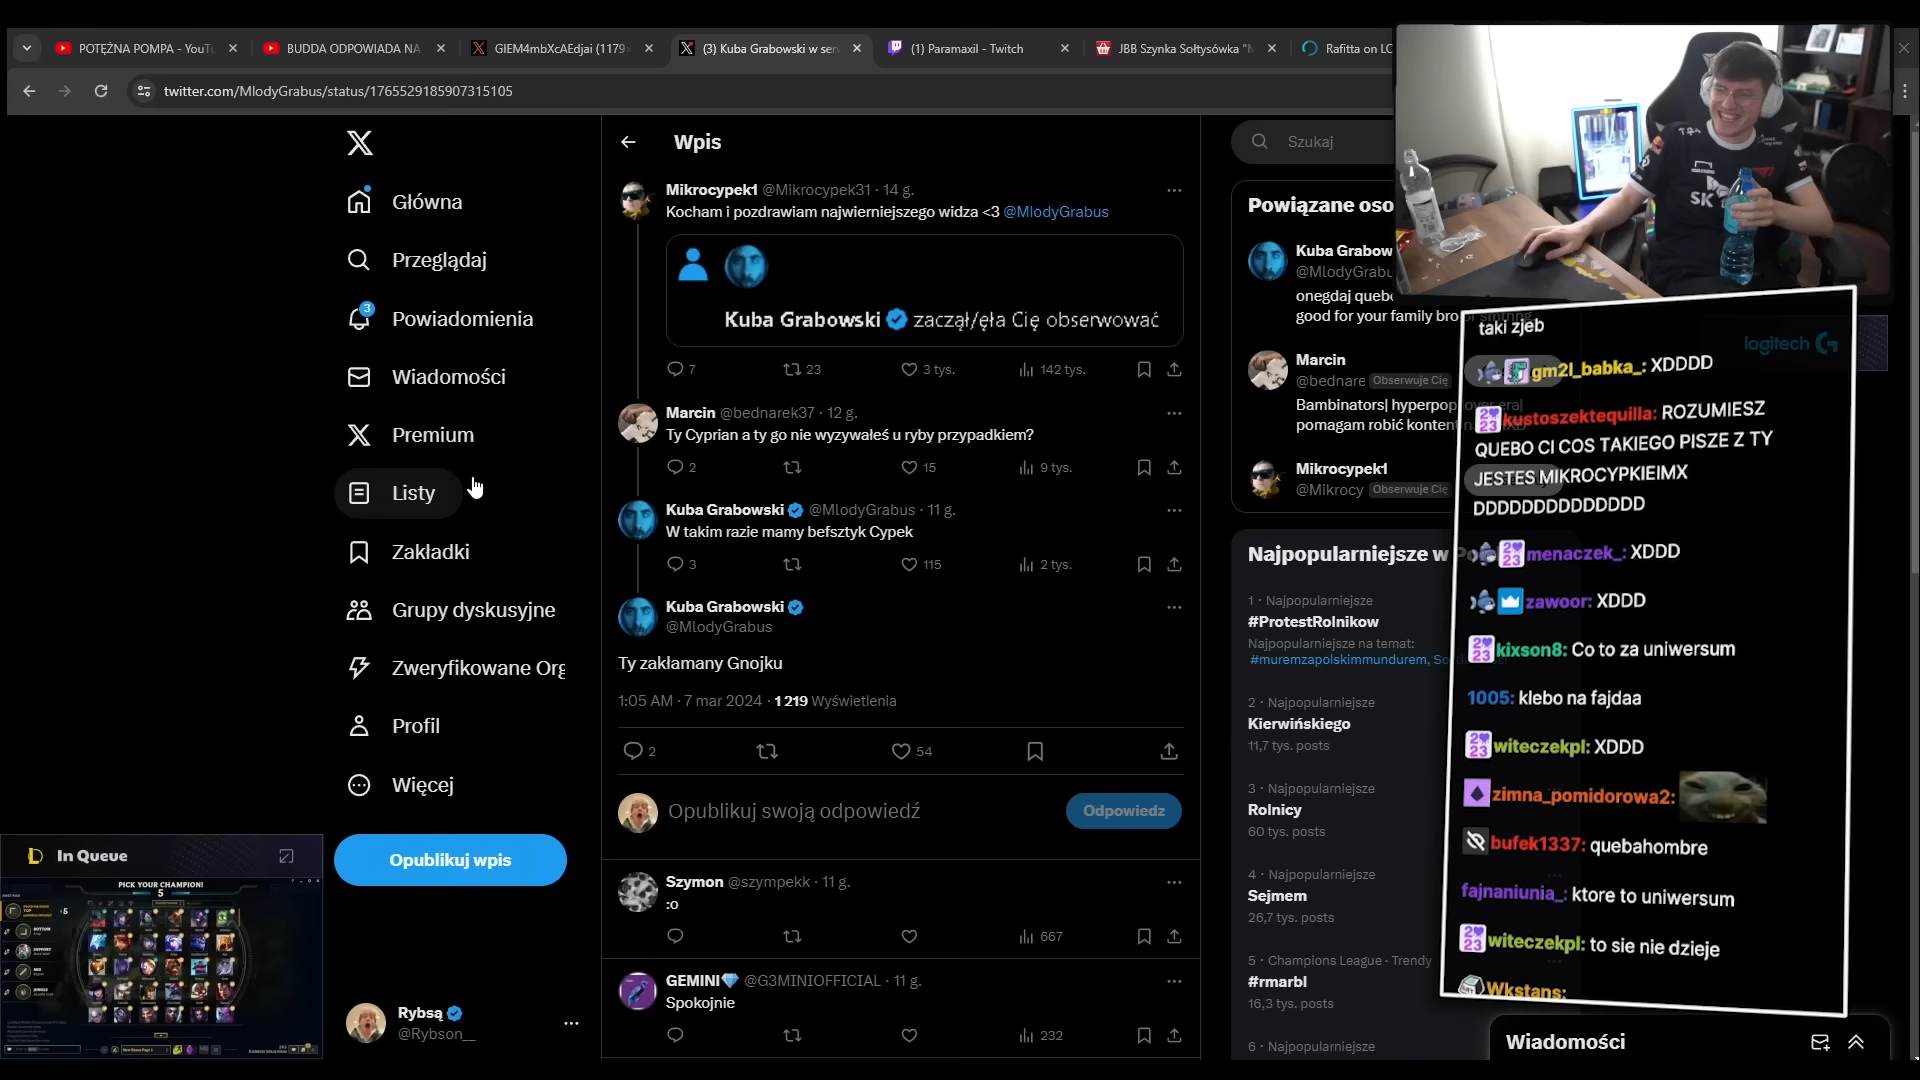 POTĘŻNA POMPA - YouTu
BUDDA ODPOWIADA NA
GIEM4mbXcAEdjai (1179×
(3) Kuba Grabowski w serw
(1) Paramaxil - Twitch
JBB Szynka Sołtysówka "M
Rafitta on LO
twitter.com/MlodyGrabus/status/1765529185907315105
Główna
Przeglądaj
3
Powiadomienia
Wiadomości
Premium
Listy
Zakładki
Grupy dyskusyjne
Zweryfikowane Org
Profil
Więcej
Opublikuj wpis
Rybsą
@Rybson__
In Queue
PICK YOUR CHAMPION!
5
Wpis
Mikrocypek1 @Mikrocypek31 · 14 g.
Kocham i pozdrawiam najwierniejszego widza <3 @MlodyGrabus
Kuba Grabowski zaczął/ęła Cię obserwować
7 23 3 tys. 142 tys.
Marcin @bednarek37 · 12 g.
Ty Cyprian a ty go nie wyzywałeś u ryby przypadkiem?
2 15 9 tys.
Kuba Grabowski @MlodyGrabus · 11 g.
W takim razie mamy befsztyk Cypek
3 115 2 tys.
Kuba Grabowski
@MlodyGrabus
Ty zakłamany Gnojku
1:05 AM · 7 mar 2024 · 1 219 Wyświetlenia
2 54
Opublikuj swoją odpowiedź
Odpowiedz
Szymon @szympekk · 11 g.
:o
667
GEMINI💎 @G3MINIOFFICIAL · 11 g.
Spokojnie
232
Szukaj
Powiązane oso
Kuba Grabow
@MlodyGrabu
onegdaj quebo
good for your family bro
Marcin
@bednare Obserwuje Cię
Bambinators| hyperpop over era|
pomagam robić kontent
Mikrocypek1
@Mikrocy Obserwuje Cię
Najpopularniejsze w Po
1 · Najpopularniejsze
#ProtestRolnikow
Najpopularniejsze na temat:
#muremzapolskimmundurem,
2 · Najpopularniejsze
Kierwińskiego
11,7 tys. posts
3 · Najpopularniejsze
Rolnicy
60 tys. posts
4 · Najpopularniejsze
Sejmem
26,7 tys. posts
5 · Champions League · Trendy
#rmarbl
16,3 tys. posts
6 · Najpopularniejsze
SK
logitech G
taki zjeb
gm2l_babka_: XDDDD
kustoszektequilla: ROZUMIESZ
QUEBO CI COS TAKIEGO PISZE Z TY
JESTES MIKROCYPKIEIMX
DDDDDDDDDDDDDD
menaczek_: XDDD
zawoor: XDDD
kixson8: Co to za uniwersum
1005: klebo na fajdaa
witeczekpl: XDDD
zimna_pomidorowa2:
bufek1337: quebahombre
fajnaniunia_: ktore to uniwersum
witeczekpl: to sie nie dzieje
Wkstans:
Wiadomości